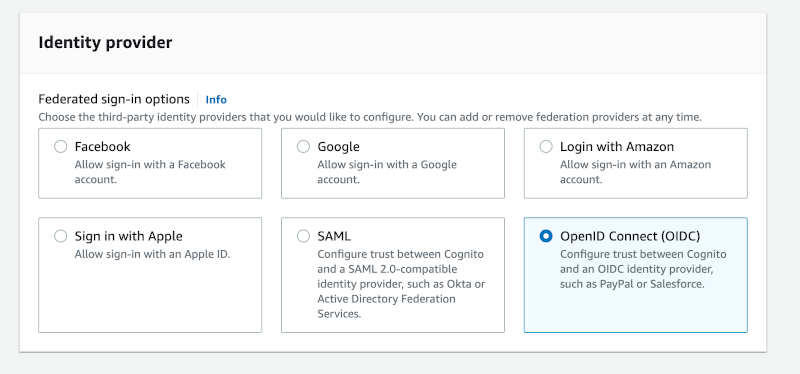 Identity provider
Federated sign-in options Info
Choose the third-party identity providers that you would like to configure. You can add or remove federation providers at any time.
Facebook
Allow sign-in with a Facebook
account.
Google
Allow sign-in with a Google
account.
Login with Amazon
Allow sign-in with an Amazon
account.
Sign in with Apple
Allow sign-in with an Apple ID.
SAML
Configure trust between Cognito
and a SAML 2.0-compatible
identity provider, such as Okta or
Active Directory Federation
Services.
OpenID Connect (OIDC)
Configure trust between Cognito
and an OIDC identity provider,
such as PayPal or Salesforce.